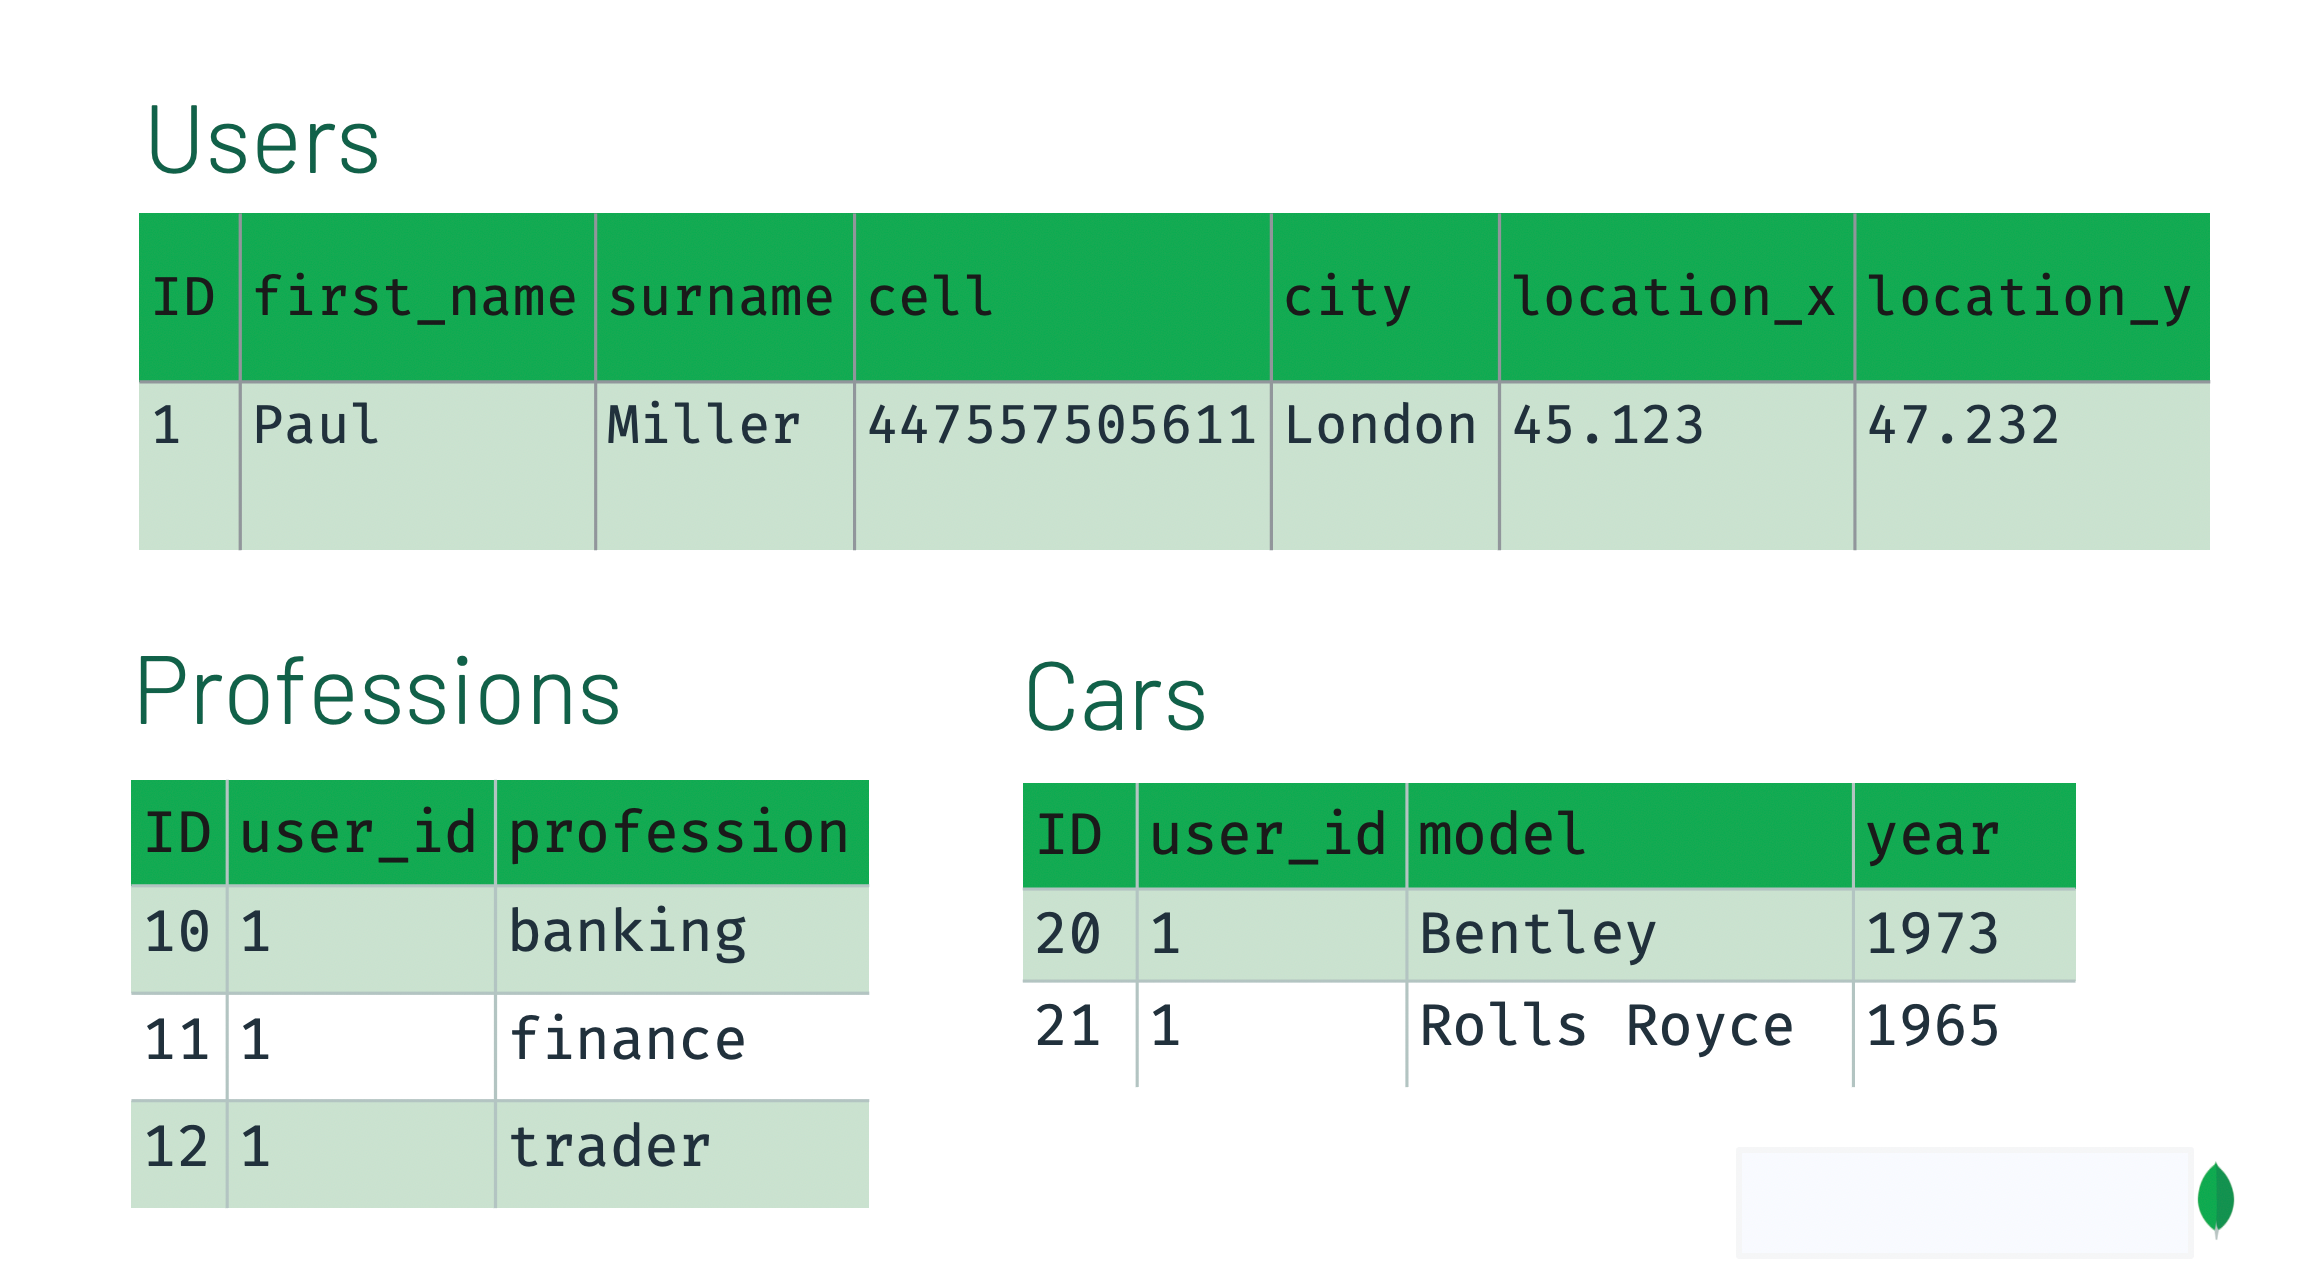 Users
ID first_name surname cell city location_x location_y
1 Paul Miller 447557505611 London 45.123 47.232
Professions
ID user_id profession
10 1 banking
11 1 finance
12 1 trader
Cars
ID user_id model year
20 1 Bentley 1973
21 1 Rolls Royce 1965